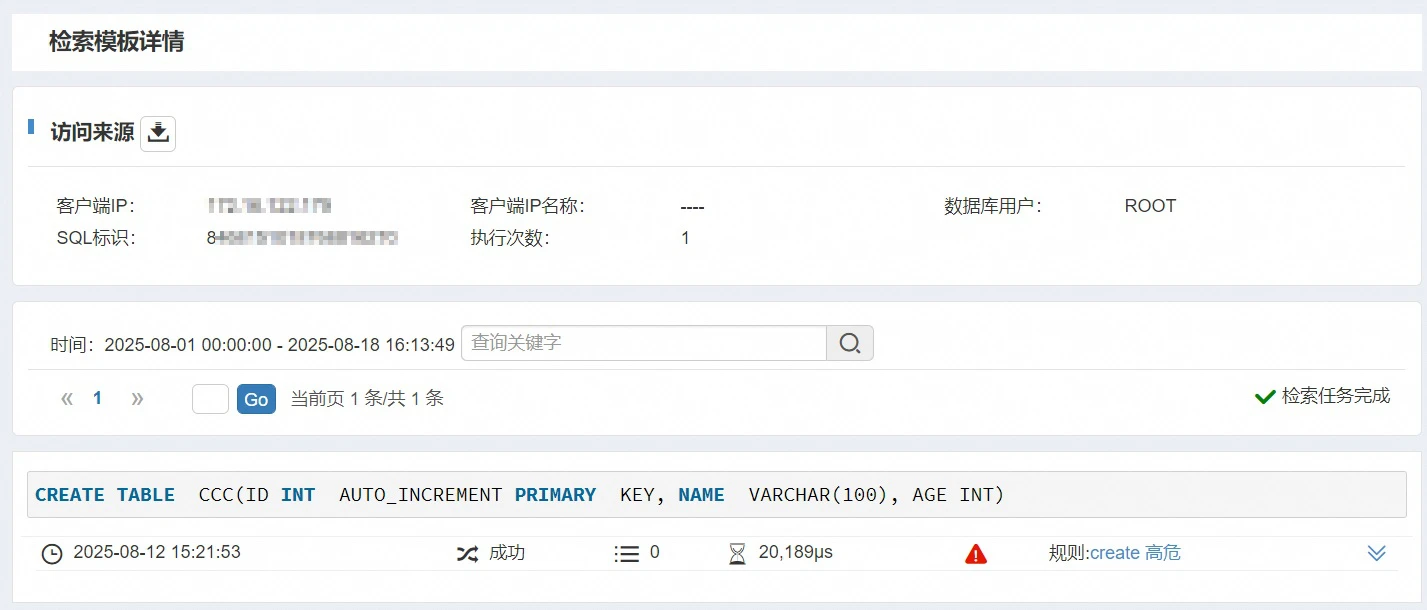 检索模板详情
访问来源
客户端IP： 客户端IP名称： ---- 数据库用户： ROOT
SQL标识： 执行次数： 1
时间：2025-08-01 00:00:00 - 2025-08-18 16:13:49 查询关键字
« 1 » Go 当前页 1 条/共 1 条 检索任务完成
CREATE TABLE CCC(ID INT AUTO_INCREMENT PRIMARY KEY, NAME VARCHAR(100), AGE INT)
2025-08-12 15:21:53 成功 0 20,189μs 规则:create 高危